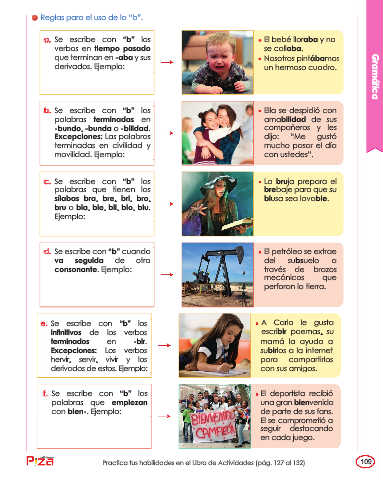 Reglas para el uso de la "b".
a. Se escribe con "b" los
verbos en tiempo pasado
que terminan en -aba y sus
derivados. Ejemplo:
• El bebé lloraba y no
se callaba.
• Nosotros pintábamos
un hermoso cuadro.
Gramática
b. Se escribe con "b" las
palabras terminadas en
-bundo, -bunda o -bilidad.
Excepciones: Las palabras
terminadas en civilidad y
movilidad. Ejemplo:
• Ella se despidió con
amabilidad de sus
compañeros y les
dijo: "Me gustó
mucho pasar el día
con ustedes".
c. Se escribe con "b" las
palabras que tienen las
sílabas bra, bre, bri, bro,
bru o bla, ble, bli, blo, blu.
Ejemplo:
• La bruja prepara el
brebaje para que su
blusa sea lavable.
d. Se escribe con "b" cuando
va seguida de otra
consonante. Ejemplo:
• El petróleo se extrae
del subsuelo a
través de brazos
mecánicos que
perforan la tierra.
e. Se escribe con "b" los
infinitivos de los verbos
terminados en -bir.
Excepciones: Los verbos
hervir, servir, vivir y los
derivados de estos. Ejemplo:
• A Carla le gusta
escribir poemas, su
mamá la ayuda a
subirlos a la internet
para compartirlos
con sus amigos.
f. Se escribe con "b" las
palabras que empiezan
con bien-. Ejemplo:
BIENVENIDO
CAMPEÓN
• El deportista recibió
una gran bienvenida
de parte de sus fans.
Él se comprometió a
seguir destacando
en cada juego.
Practica tus habilidades en el Libro de Actividades (pág. 127 al 132)
109